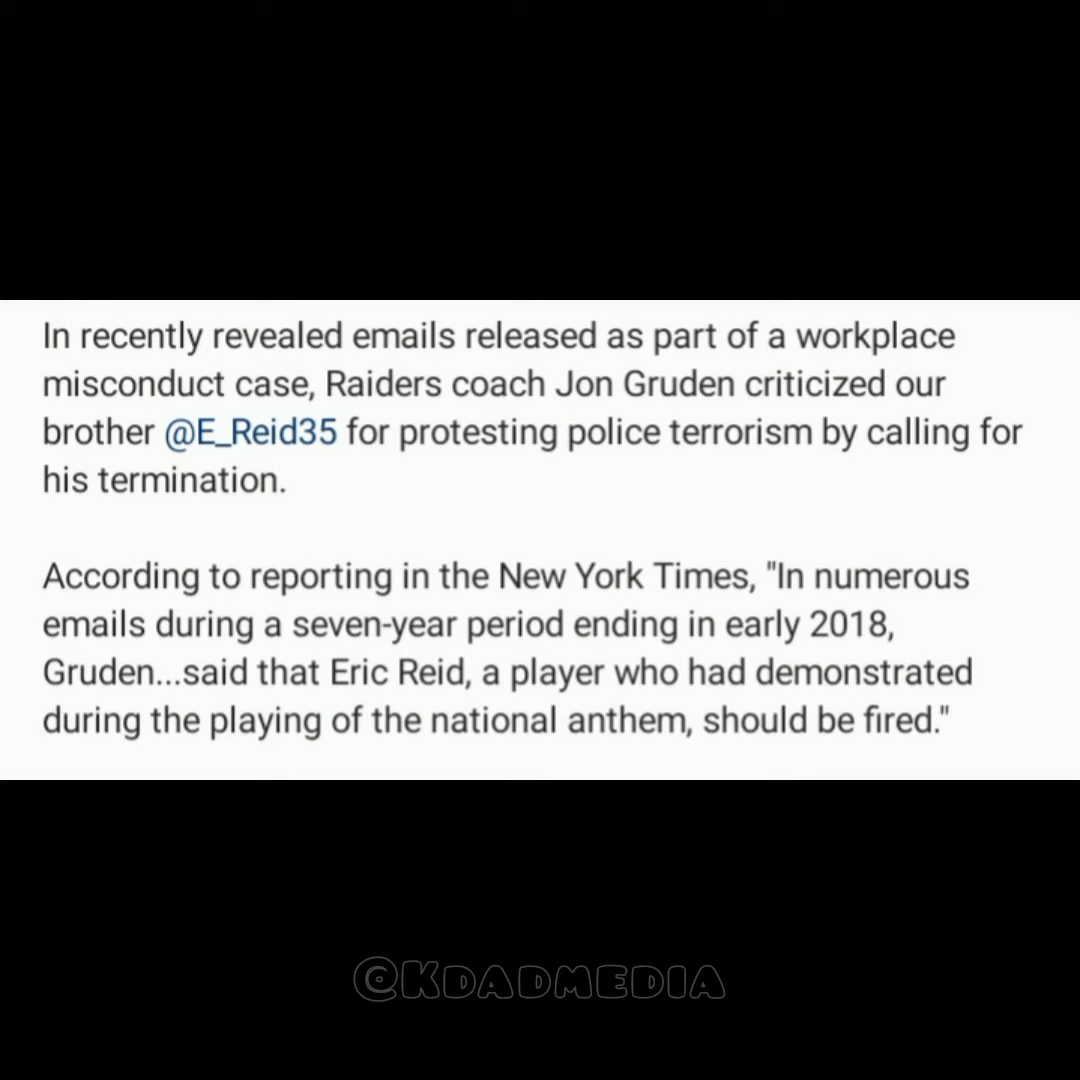 In recently revealed emails released as part of a workplace
misconduct case, Raiders coach Jon Gruden criticized our
brother @E_Reid35 for protesting police terrorism by calling for
his termination.
According to reporting in the New York Times, "In numerous
emails during a seven-year period ending in early 2018,
Gruden...said that Eric Reid, a player who had demonstrated
during the playing of the national anthem, should be fired."
@KDADMEDIA